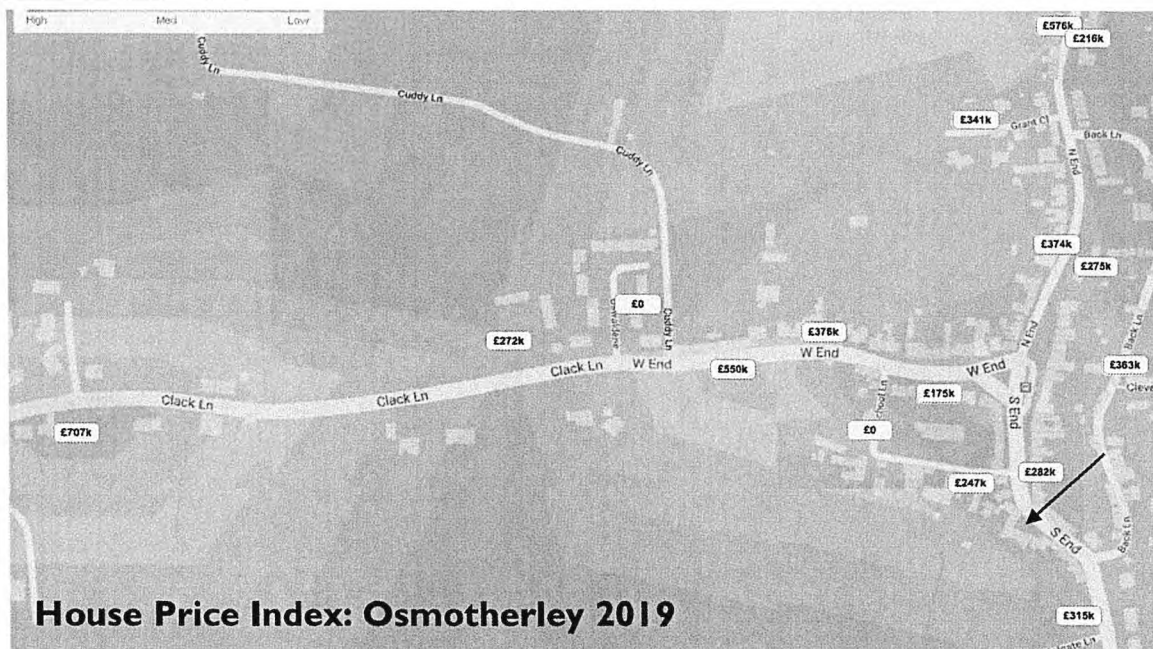 High Med Low
£576k
£216k
Cuddy Ln
Cuddy Ln
£341k
Grant Cl
Back Ln
Cuddy Ln
N End
£374k
£275k
£0
Cuddy Ln
Back Ln
£272k
£376k
N End
W End
Clack Ln
W End
£550k
W End
£363k
Cleve
Clack Ln
Clack Ln
£175k
S End
£707k
£0
£282k
£247k
S End
Back Ln
House Price Index: Osmotherley 2019
£315k